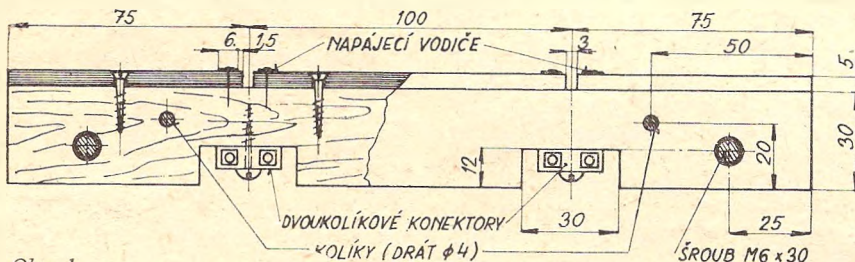 75 100 75
6 1,5 3 50
NAPÁJECÍ VODIČE
5
30
12 20
30 25
DVOUKOLÍKOVÉ KONEKTORY
KOLÍKY (DRÁT ϕ4)
ŠROUB M6 x 30